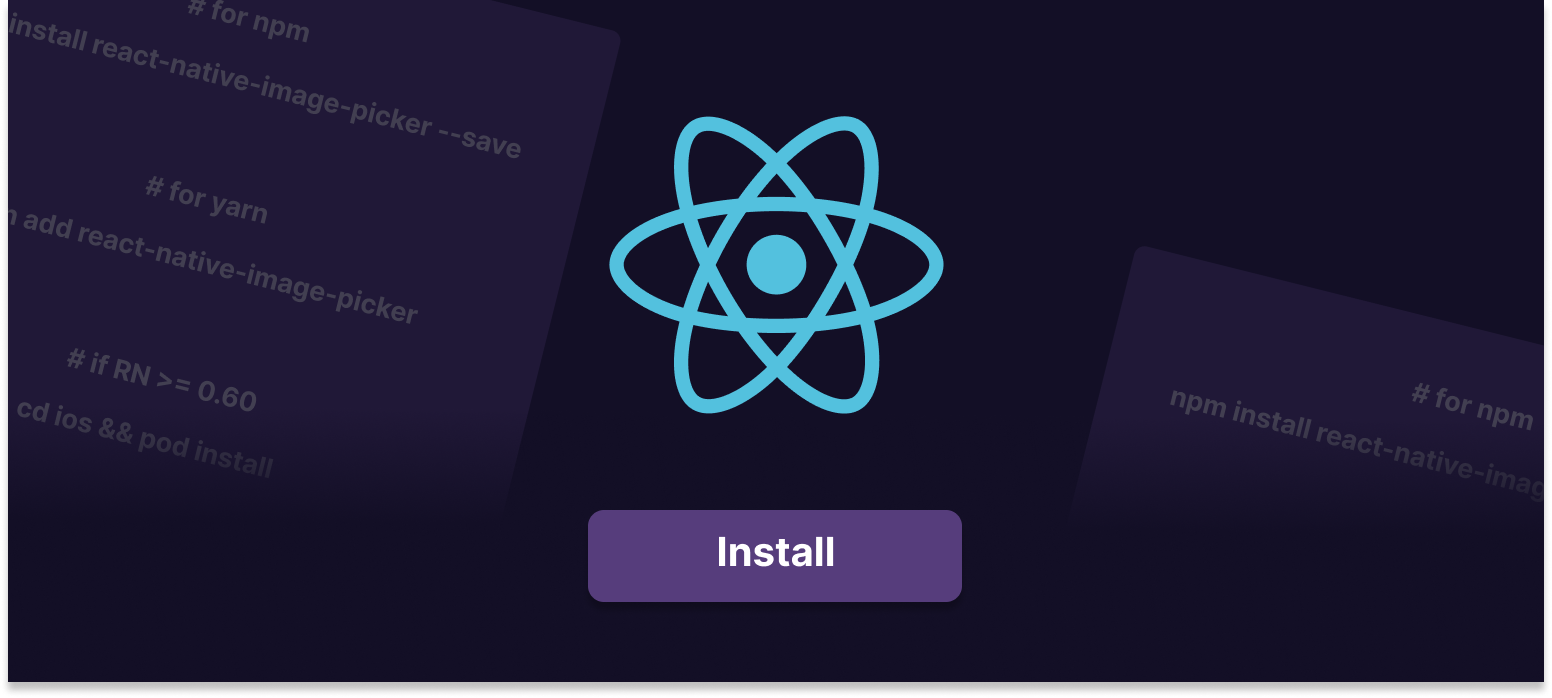 # for npm
install react-native-image-picker --save
# for yarn
add react-native-image-picker
# if RN >= 0.60
cd ios && pod install
# for npm
npm install react-native-imag
Install